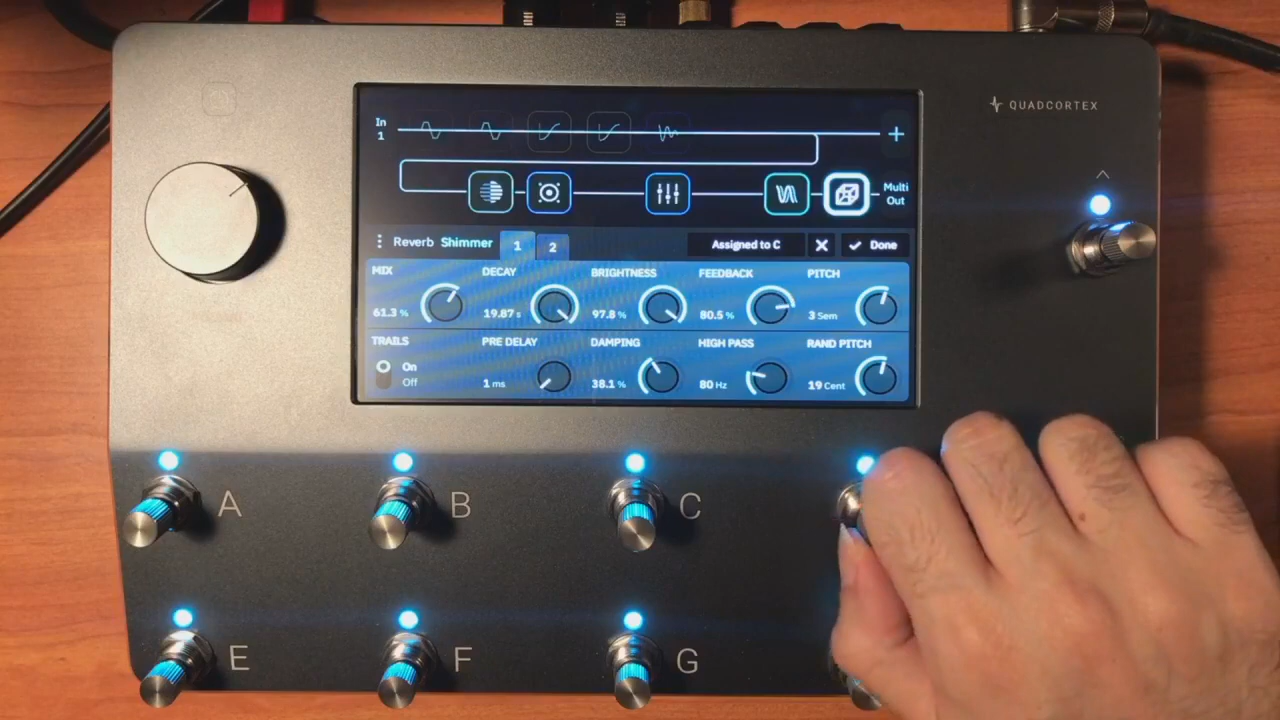 QUADCORTEX
In
1
+
Multi
Out
Reverb Shimmer 1 2 Assigned to C X Done
MIX DECAY BRIGHTNESS FEEDBACK PITCH
61.3 % 19.87 s 97.8 % 80.5 % 3 Sem
TRAILS PRE DELAY DAMPING HIGH PASS RAND PITCH
On
Off 1 ms 38.1 % 80 Hz 19 Cent
A B C
E F G